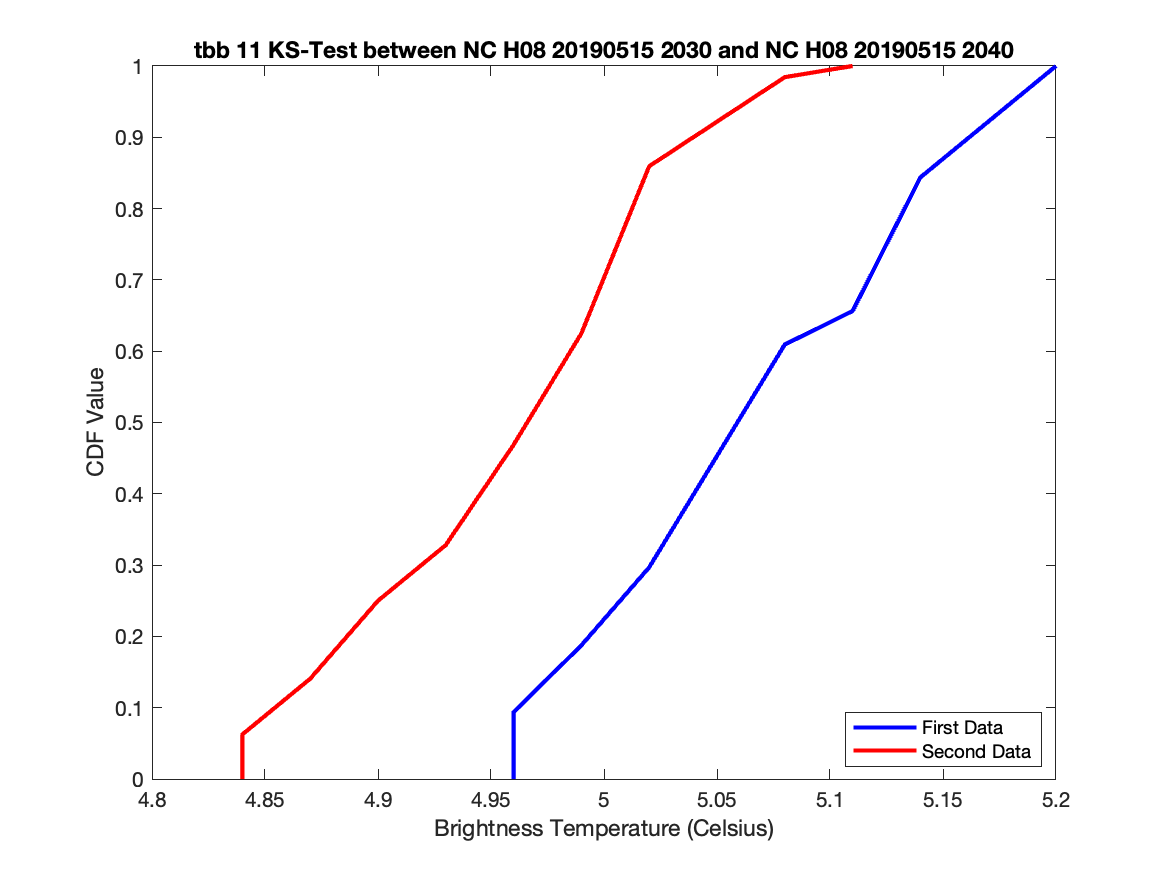 tbb 11 KS-Test between NC H08 20190515 2030 and NC H08 20190515 2040
1
0.9
0.8
0.7
0.6
0.5
0.4
0.3
0.2
0.1
0
CDF Value
First Data
Second Data
4.8 4.85 4.9 4.95 5 5.05 5.1 5.15 5.2
Brightness Temperature (Celsius)